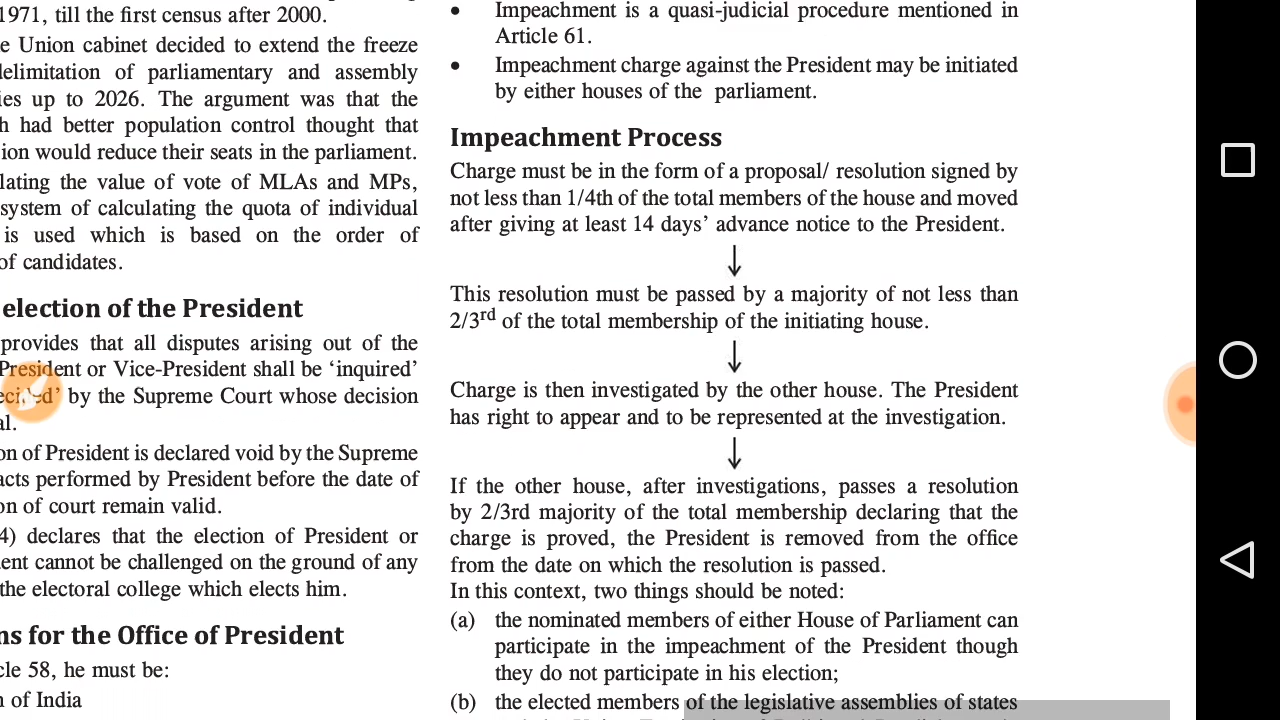 1971, till the first census after 2000.
e Union cabinet decided to extend the freeze
delimitation of parliamentary and assembly
ies up to 2026. The argument was that the
h had better population control thought that
ion would reduce their seats in the parliament.
lating the value of vote of MLAs and MPs,
system of calculating the quota of individual
is used which is based on the order of
of candidates.
election of the President
provides that all disputes arising out of the
President or Vice-President shall be ‘inquired’
by the Supreme Court whose decision
al.
on of President is declared void by the Supreme
acts performed by President before the date of
on of court remain valid.
4) declares that the election of President or
ent cannot be challenged on the ground of any
the electoral college which elects him.
ns for the Office of President
cle 58, he must be:
n of India
• Impeachment is a quasi-judicial procedure mentioned in
Article 61.
• Impeachment charge against the President may be initiated
by either houses of the parliament.
Impeachment Process
Charge must be in the form of a proposal/ resolution signed by
not less than 1/4th of the total members of the house and moved
after giving at least 14 days’ advance notice to the President.
↓
This resolution must be passed by a majority of not less than
2/3rd of the total membership of the initiating house.
↓
Charge is then investigated by the other house. The President
has right to appear and to be represented at the investigation.
↓
If the other house, after investigations, passes a resolution
by 2/3rd majority of the total membership declaring that the
charge is proved, the President is removed from the office
from the date on which the resolution is passed.
In this context, two things should be noted:
(a) the nominated members of either House of Parliament can
participate in the impeachment of the President though
they do not participate in his election;
(b) the elected members of the legislative assemblies of states